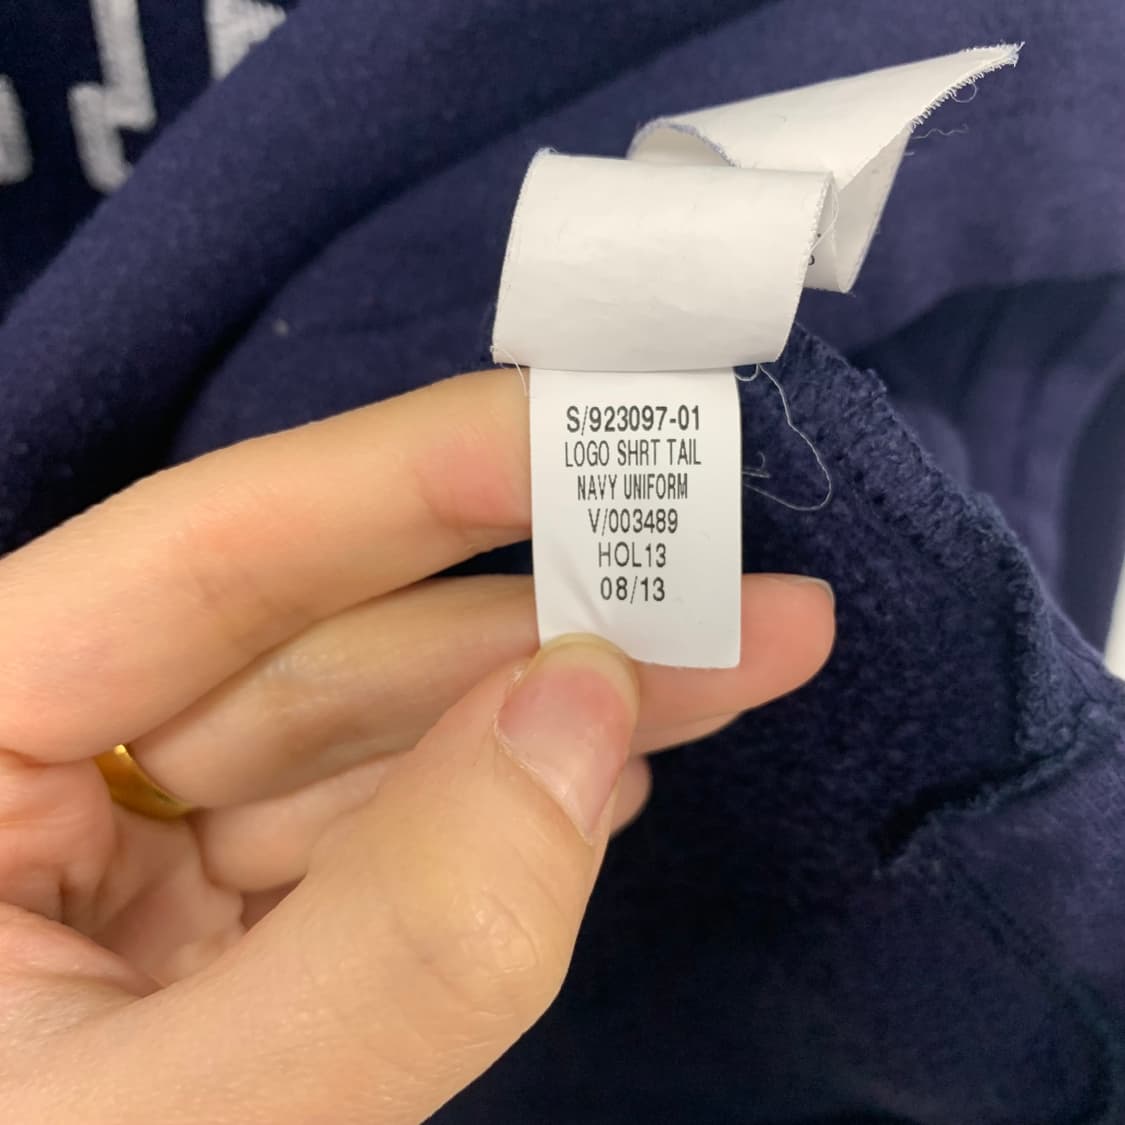 S/923097-01
LOGO SHRT TAIL
NAVY UNIFORM
V/003489
HOL13
08/13